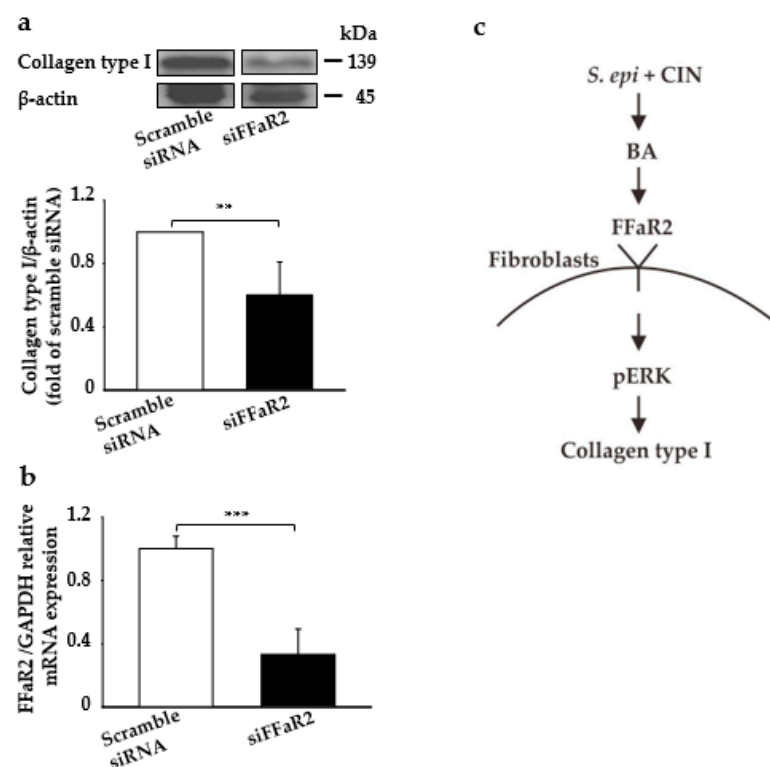 a
kDa
Collagen type I
139
β-actin
45
Scramble
siRNA
siFFaR2
Collagen type I/β-actin
(fold of scramble siRNA)
1.2
**
0.8
0.4
0
Scramble
siRNA
siFFaR2
b
FFaR2 /GAPDH relative
mRNA expression
1.2
***
0.8
0.4
0
Scramble
siRNA
siFFaR2
c
S. epi + CIN
BA
FFaR2
Fibroblasts
pERK
Collagen type I